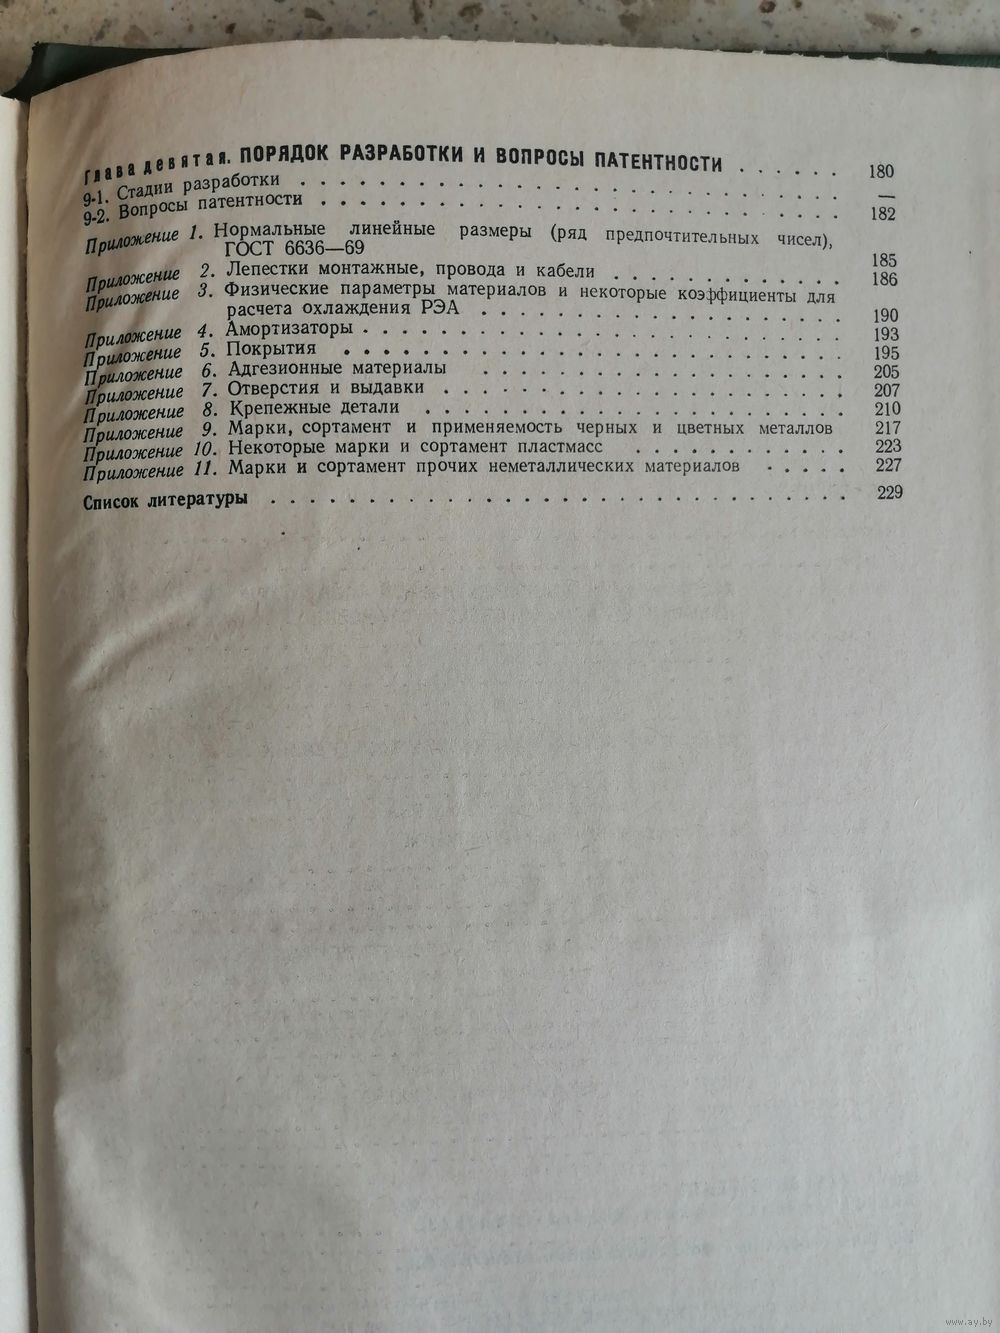 Глава девятая. ПОРЯДОК РАЗРАБОТКИ И ВОПРОСЫ ПАТЕНТНОСТИ . . . . . . 180
9-1. Стадии разработки . . . . . . . . . . . . . . . . . . . . —
9-2. Вопросы патентности . . . . . . . . . . . . . . . . . . . 182
Приложение 1. Нормальные линейные размеры (ряд предпочтительных чисел),
ГОСТ 6636—69 185
Приложение 2. Лепестки монтажные, провода и кабели . . . . . . . . . . 186
Приложение 3. Физические параметры материалов и некоторые коэффициенты для
расчета охлаждения РЭА . . . . . . . . . . . . . . . . 190
Приложение 4. Амортизаторы . . . . . . . . . . . . . . . . . . . . 193
Приложение 5. Покрытия . . . . . . . . . . . . . . . . . . . . . 195
Приложение 6. Адгезионные материалы . . . . . . . . . . . . . . . . 205
Приложение 7. Отверстия и выдавки . . . . . . . . . . . . . . . . . 207
Приложение 8. Крепежные детали . . . . . . . . . . . . . . . . . . 210
Приложение 9. Марки, сортамент и применяемость черных и цветных металлов 217
Приложение 10. Некоторые марки и сортамент пластмасс . . . . . . . . . 223
Приложение 11. Марки и сортамент прочих неметаллических материалов . . . . . 227
Список литературы . . . . . . . . . . . . . . . . . . . . . . . . 229
www.ay.by